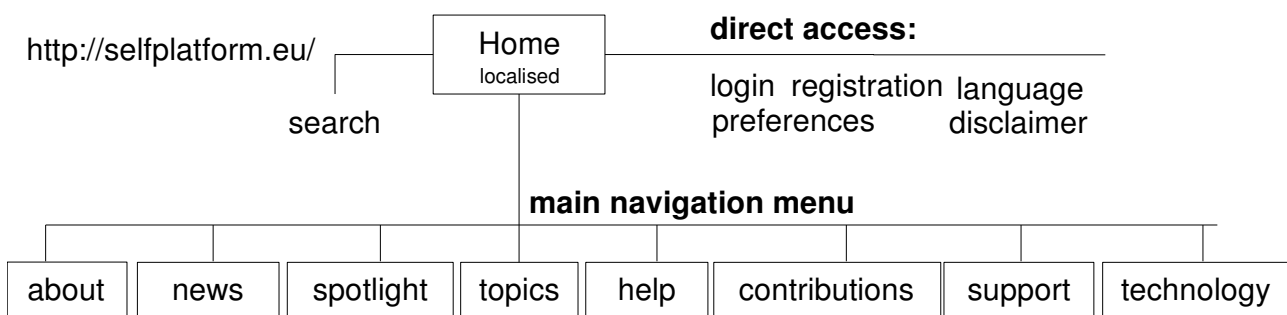 http://selfplatform.eu/
Home
localised
direct access:
login registration language
preferences disclaimer
search
main navigation menu
about news spotlight topics help contributions support technology